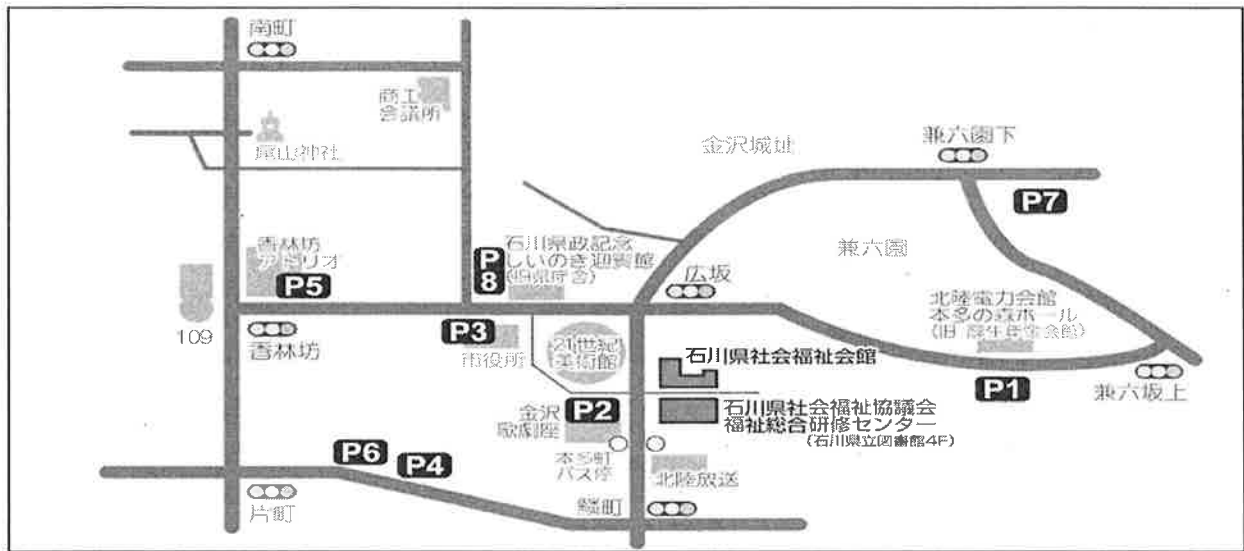 南町
商工
会議所
尾山神社
金沢城址
兼六園下
P7
香林坊
アトリオ
P5
P
8
石川県政記念
しいのき迎賓館
(旧県庁舎)
広坂
兼六園
北陸電力会館
本多の森ホール
(旧 厚生年金会館)
109
香林坊
P3
市役所
21世紀
美術館
石川県社会福祉会館
P1
兼六坂上
金沢
歌劇座
P2
石川県社会福祉協議会
福祉総合研修センター
(石川県立図書館4F)
P6
P4
本多町
バス停
北陸放送
片町
鱗町